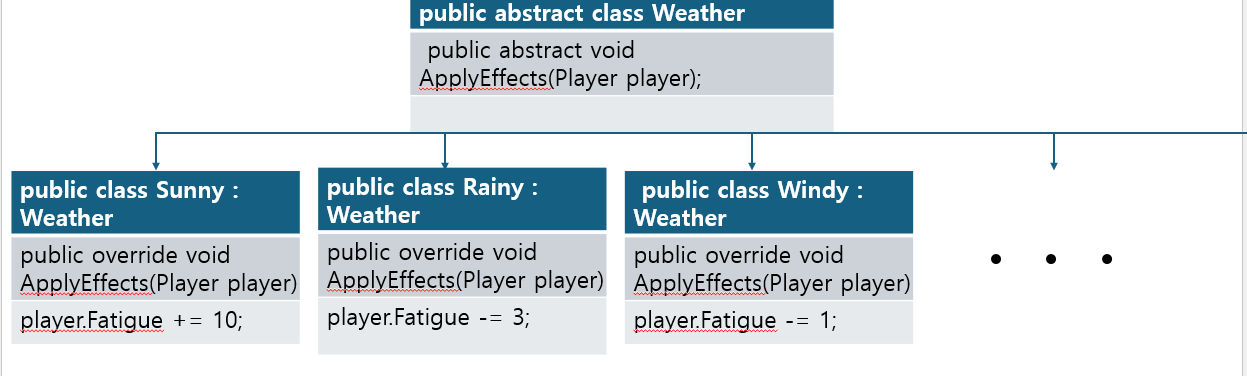 public abstract class Weather
public abstract void
ApplyEffects(Player player);
public class Sunny :
Weather
public override void
ApplyEffects(Player player)
player.Fatigue += 10;
public class Rainy :
Weather
public override void
ApplyEffects(Player player)
player.Fatigue -= 3;
public class Windy :
Weather
public override void
ApplyEffects(Player player)
player.Fatigue -= 1;
• • •